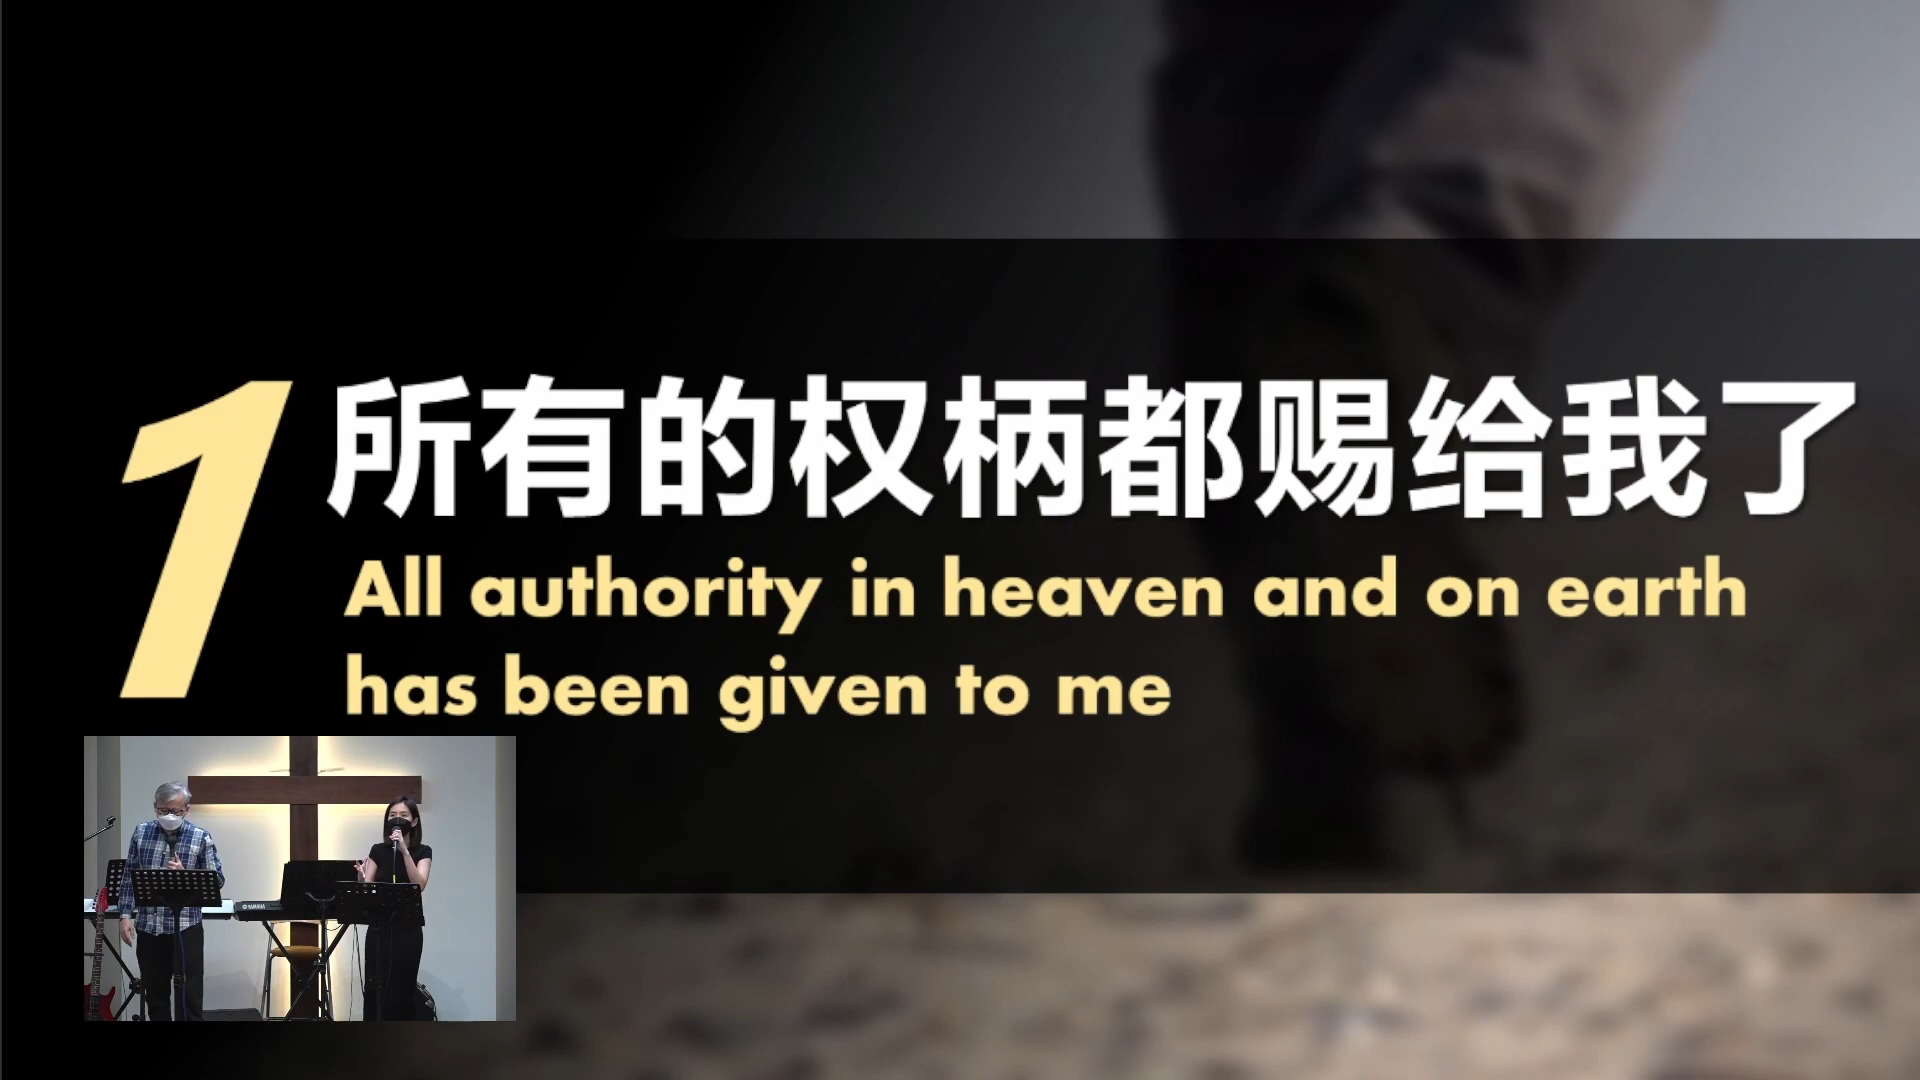 1
所有的权柄都赐给我了
All authority in heaven and on earth
has been given to me
YAMAHA